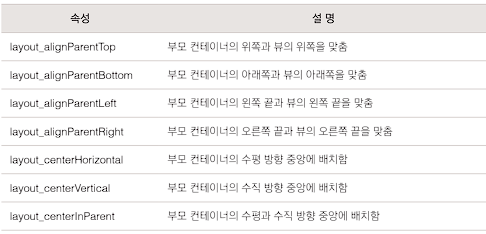 속성 설 명
layout_alignParentTop 부모 컨테이너의 위쪽과 뷰의 위쪽을 맞춤
layout_alignParentBottom 부모 컨테이너의 아래쪽과 뷰의 아래쪽을 맞춤
layout_alignParentLeft 부모 컨테이너의 왼쪽 끝과 뷰의 왼쪽 끝을 맞춤
layout_alignParentRight 부모 컨테이너의 오른쪽 끝과 뷰의 오른쪽 끝을 맞춤
layout_centerHorizontal 부모 컨테이너의 수평 방향 중앙에 배치함
layout_centerVertical 부모 컨테이너의 수직 방향 중앙에 배치함
layout_centerInParent 부모 컨테이너의 수평과 수직 방향 중앙에 배치함